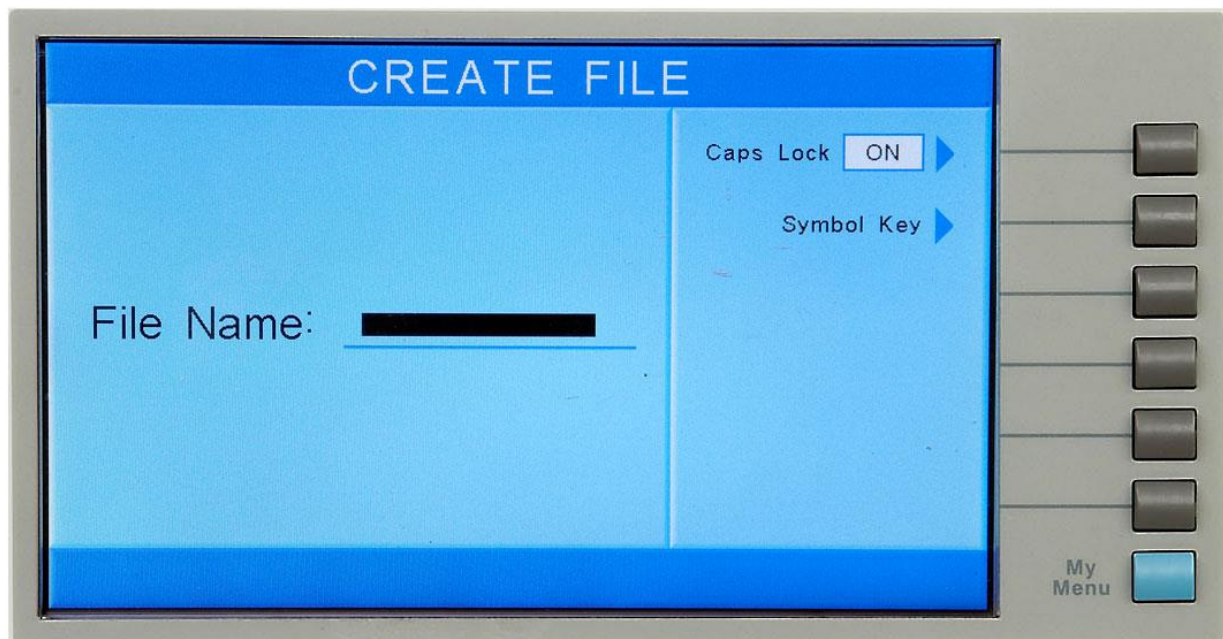 CREATE FILE
Caps Lock ON
Symbol Key
File Name:
My
Menu